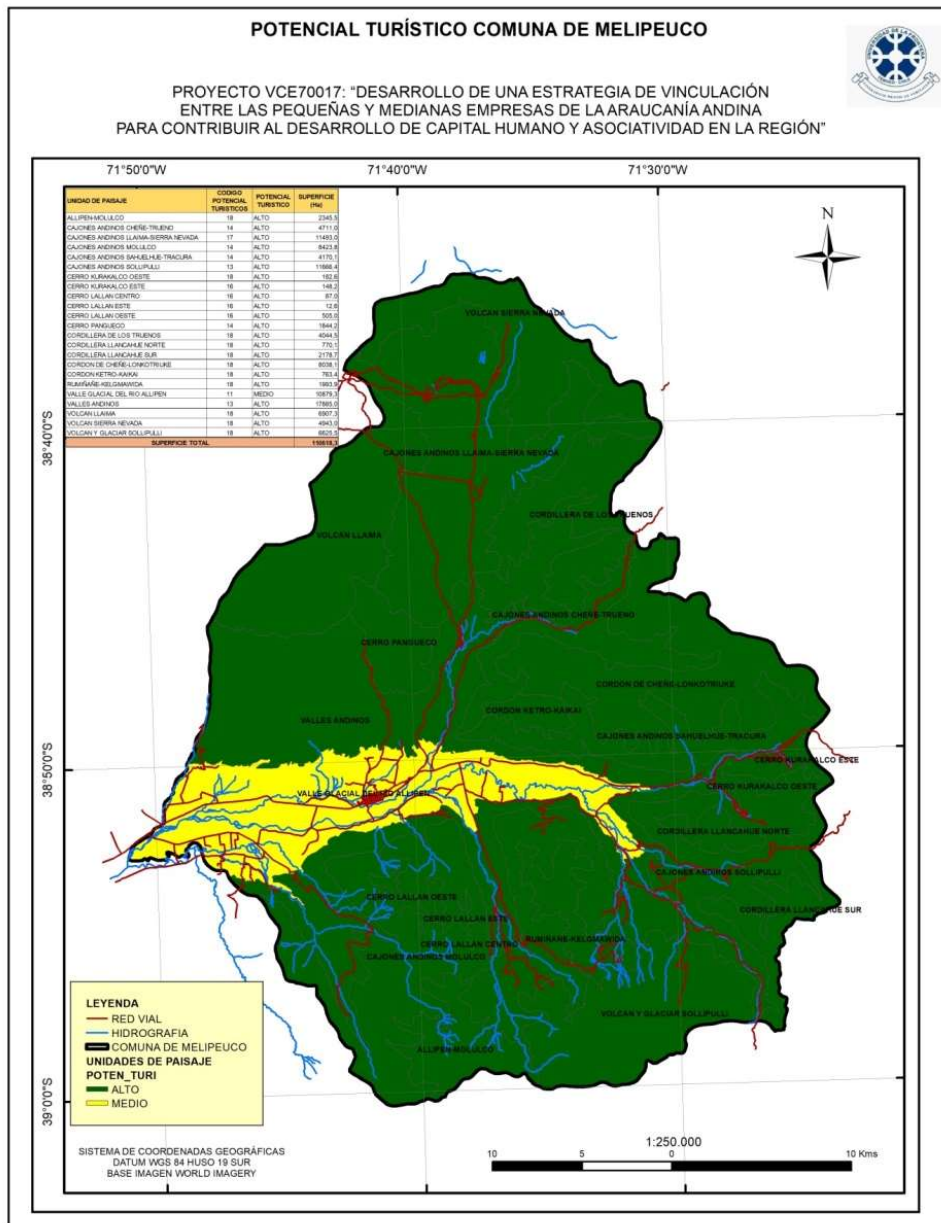 POTENCIAL TURÍSTICO COMUNA DE MELIPEUCO
PROYECTO VCE70017: “DESARROLLO DE UNA ESTRATEGIA DE VINCULACIÓN
ENTRE LAS PEQUEÑAS Y MEDIANAS EMPRESAS DE LA ARAUCANÍA ANDINA
PARA CONTRIBUIR AL DESARROLLO DE CAPITAL HUMANO Y ASOCIATIVIDAD EN LA REGIÓN”
71°50'0"W 71°40'0"W 71°30'0"W
UNIDAD DE PAISAJE CODIGO POTENCIAL TURISTICOS POTENCIAL TURISTICO SUPERFICIE (Ha)
ALLIPEN-MOLULCO 18 ALTO 2345,5
CAJONES ANDINOS CHEÑE-TRUENO 14 ALTO 4711,0
CAJONES ANDINOS LLAIMA-SIERRA NEVADA 17 ALTO 11493,0
CAJONES ANDINOS MOLULCO 14 ALTO 8423,8
CAJONES ANDINOS SAHUELHUE-TRACURA 14 ALTO 4170,1
CAJONES ANDINOS SOLLIPULLI 13 ALTO 11666,4
CERRO KURAKALCO OESTE 18 ALTO 162,6
CERRO KURAKALCO ESTE 16 ALTO 148,2
CERRO LALLAN CENTRO 16 ALTO 87,0
CERRO LALLAN ESTE 16 ALTO 12,6
CERRO LALLAN OESTE 16 ALTO 505,0
CERRO PANGUECO 14 ALTO 1844,2
CORDILLERA DE LOS TRUENOS 18 ALTO 4044,5
CORDILLERA LLANCAHUE NORTE 18 ALTO 770,1
CORDILLERA LLANCAHUE SUR 18 ALTO 2178,7
CORDON DE CHEÑE-LONKOTRIUKE 18 ALTO 8038,1
CORDON KETRO-KAIKAI 18 ALTO 763,4
RUMIÑAÑE-KELGMAWIDA 18 ALTO 1993,9
VALLE GLACIAL DEL RIO ALLIPEN 11 MEDIO 10879,3
VALLES ANDINOS 13 ALTO 17665,0
VOLCAN LLAIMA 18 ALTO 6907,3
VOLCAN SIERRA NEVADA 18 ALTO 4943,0
VOLCAN Y GLACIAR SOLLIPULLI 18 ALTO 6625,5
SUPERFICIE TOTAL
N
VOLCAN SIERRA NEVADA
38°40'0"S
CAJONES ANDINOS LLAIMA-SIERRA NEVADA
VOLCAN LLAIMA
CAJONES ANDINOS CHEÑE-TRUENO
CERRO PANGUECO
CORDON DE CHEÑE-LONKOTRIUKE
CORDON KETRO-KAIKAI
VALLES ANDINOS
CAJONES ANDINOS SAHUELHUE-TRACURA
38°50'0"S
CERRO KURAKALCO ESTE
CERRO KURAKALCO OESTE
CORDILLERA LLANCAHUE NORTE
CAJONES ANDINOS SOLLIPULLI
CERRO LALLAN OESTE
CORDILLERA LLANCAHUE SUR
CERRO LALLAN ESTE
CERRO LALLAN CENTRO
RUMIÑAÑE-KELGMAWIDA
CAJONES ANDINOS MOLULCO
VOLCAN Y GLACIAR SOLLIPULLI
ALLIPEN-MOLULCO
39°0'0"S
LEYENDA
RED VIAL
HIDROGRAFIA
COMUNA DE MELIPEUCO
UNIDADES DE PAISAJE
POTEN_TURI
ALTO
MEDIO
SISTEMA DE COORDENADAS GEOGRÁFICAS
DATUM WGS 84 HUSO 19 SUR
BASE IMAGEN WORLD IMAGERY
1:250.000
10 5 0 10 Kms